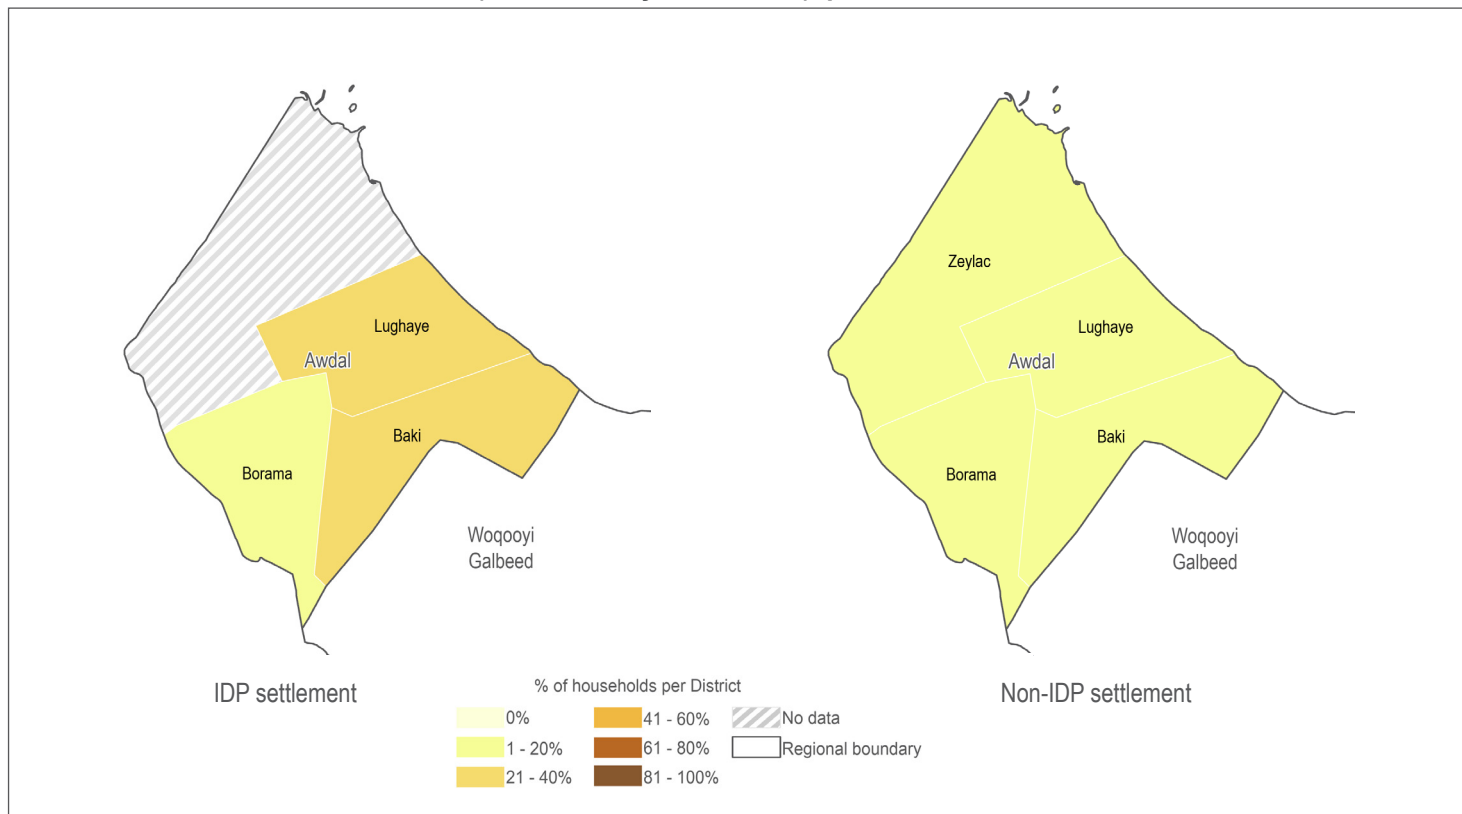 Zeylac
Lughaye
Awdal
Baki
Borama
Woqooyi
Galbeed
Lughaye
Awdal
Baki
Borama
Woqooyi
Galbeed
IDP settlement
Non-IDP settlement
% of households per District
0%
1 - 20%
21 - 40%
41 - 60%
61 - 80%
81 - 100%
No data
Regional boundary